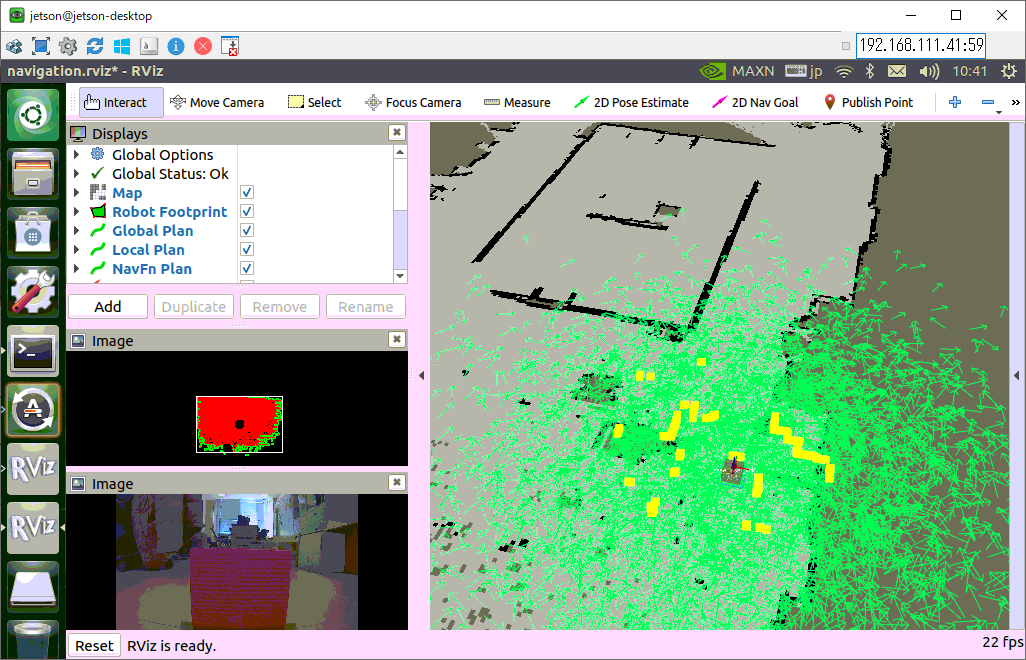 jetson@jetson-desktop
192.168.111.41:59
navigation.rviz* - RViz
MAXN
jp
10:41
Interact
Move Camera
Select
Focus Camera
Measure
2D Pose Estimate
2D Nav Goal
Publish Point
»
Displays
Global Options
Global Status: Ok
Map
Robot Footprint
Global Plan
Local Plan
NavFn Plan
Add
Duplicate
Remove
Rename
Image
Image
RViz
RViz
Reset
RViz is ready.
22 fps